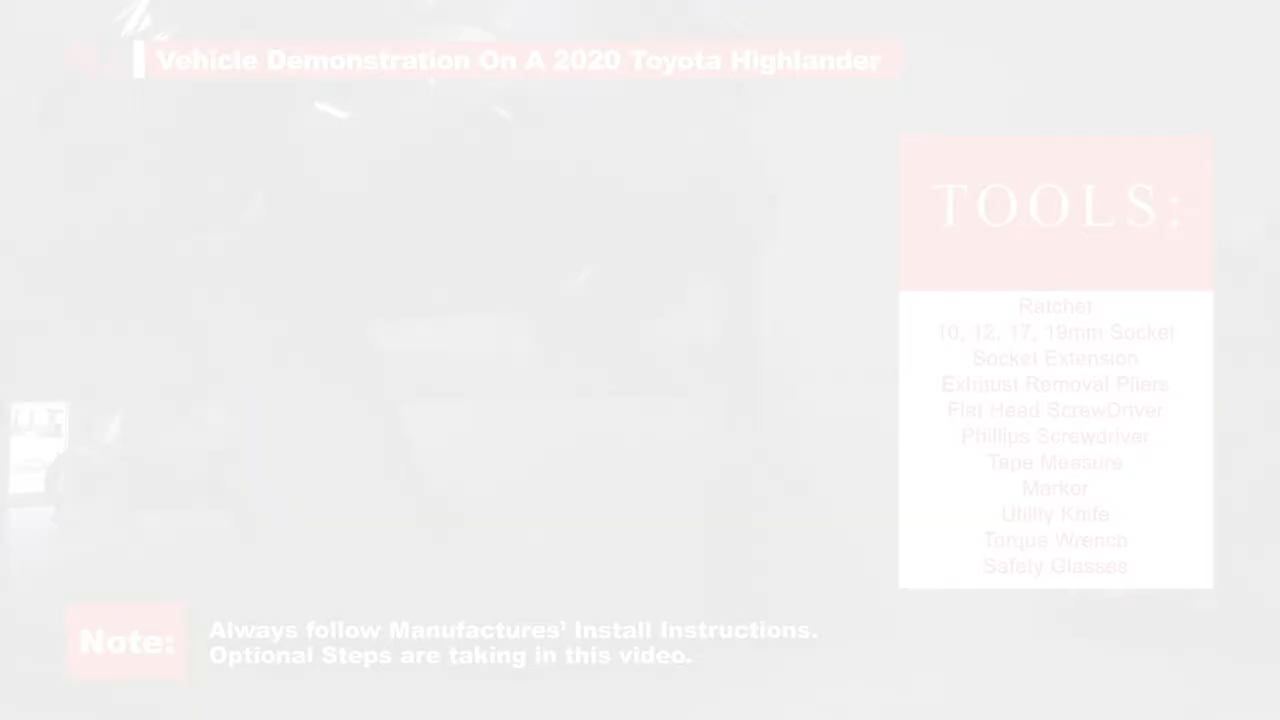 Vehicle Demonstration On A 2020 Toyota Highlander
TOOLS:
Ratchet
10, 12, 17, 19mm Socket
Socket Extension
Exhaust Removal Pliers
Flat Head ScrewDriver
Phillips Screwdriver
Tape Measure
Marker
Utility Knife
Torque Wrench
Safety Glasses
Note:
Always follow Manufactures' Install Instructions.
Optional Steps are taking in this video.